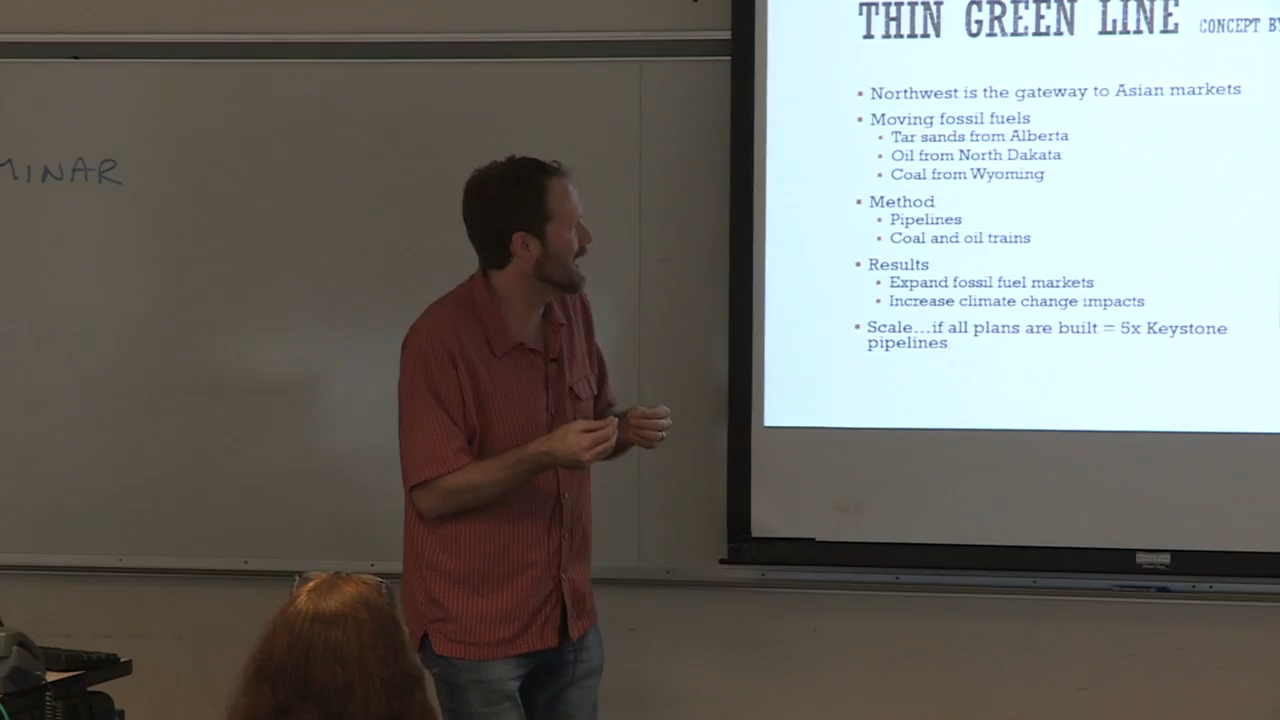 THIN GREEN LINE CONCEPT BY
Northwest is the gateway to Asian markets
Moving fossil fuels
Tar sands from Alberta
Oil from North Dakata
Coal from Wyoming
Method
Pipelines
Coal and oil trains
Results
Expand fossil fuel markets
Increase climate change impacts
Scale...if all plans are built = 5x Keystone
pipelines
MINAR